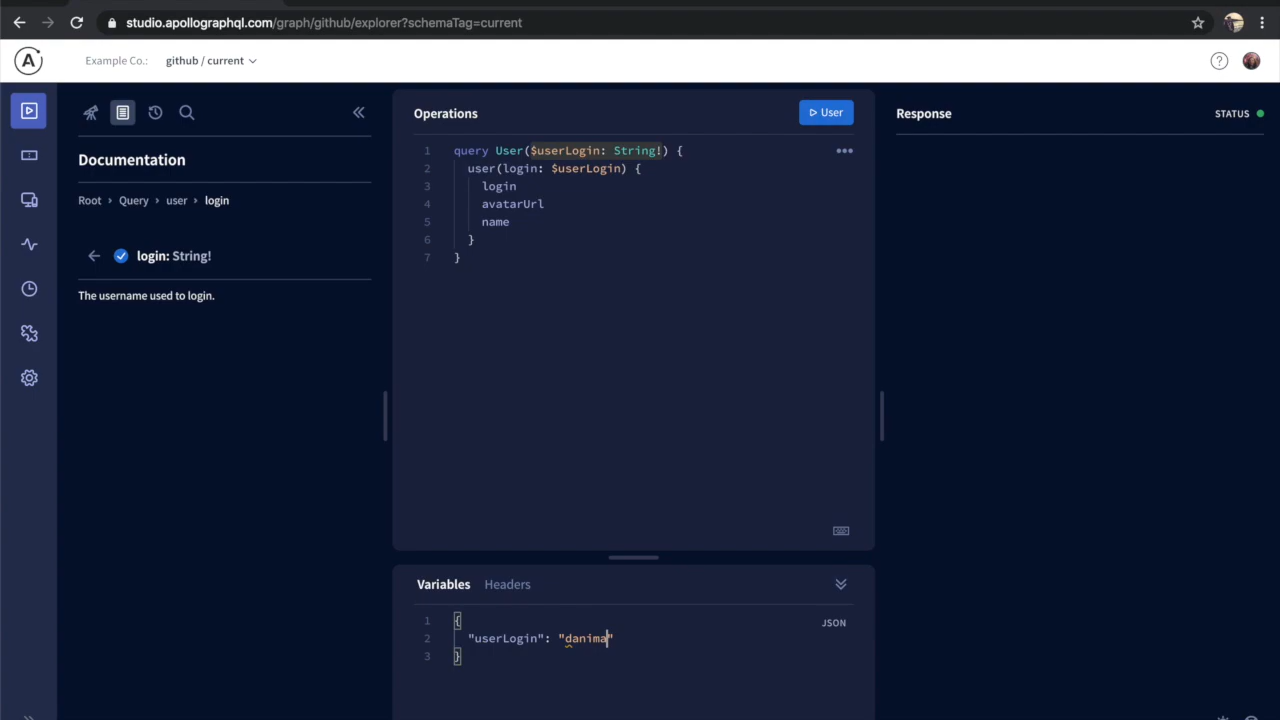 studio.apollographql.com/graph/github/explorer?schemaTag=current
A
Example Co.: github / current
?
Documentation
Root › Query › user › login
login: String!
The username used to login.
Operations
User
1 query User($userLogin: String!) {
2 user(login: $userLogin) {
3 login
4 avatarUrl
5 name
6 }
7 }
Variables Headers
JSON
1 {
2 "userLogin": "danima"
3 }
Response
STATUS